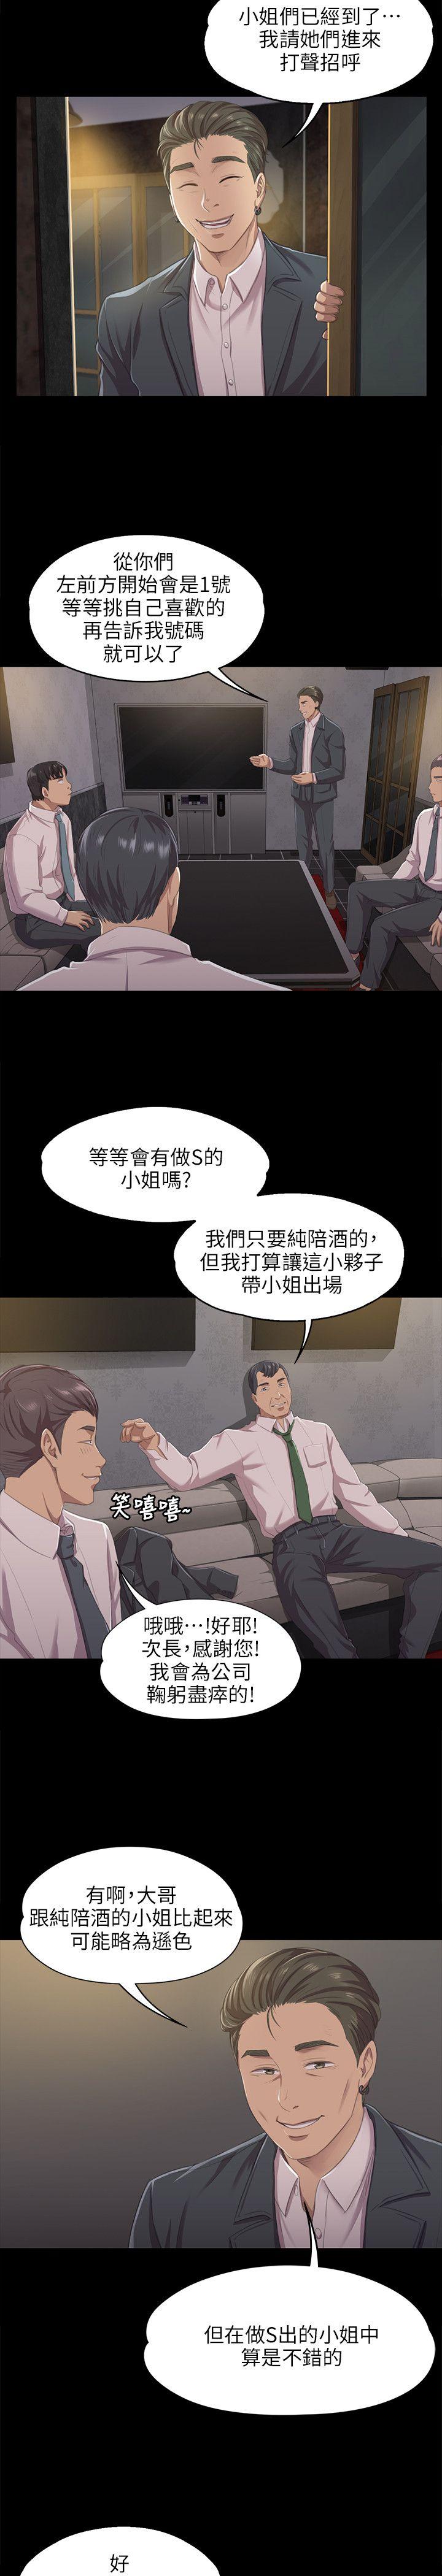 小姐們已經到了…
我請她們進來
打聲招呼
從你們
左前方開始會是1號
等等挑自己喜歡的
再告訴我號碼
就可以了
等等會有做S的
小姐嗎?
我們只要純陪酒的,
但我打算讓這小夥子
帶小姐出場
笑嘻嘻~
哦哦…!好耶!
次長,感謝您!
我會為公司
鞠躬盡瘁的!
有啊,大哥
跟純陪酒的小姐比起來
可能略為遜色
但在做S出的小姐中
算是不錯的
好